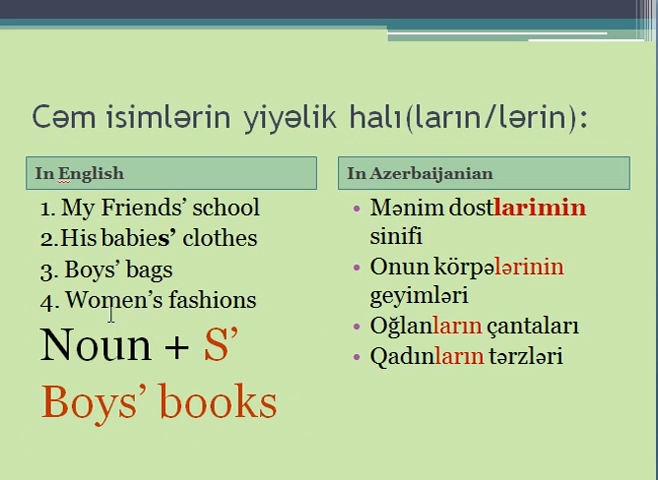 Cəm isimlərin yiyəlik halı(ların/lərin):
In English
1. My Friends’ school
2.His babies’ clothes
3. Boys’ bags
4. Women’s fashions
Noun + S’
Boys’ books
In Azerbaijanian
• Mənim dostlarimin
sinifi
• Onun körpələrinin
geyimləri
• Oğlanların çantaları
• Qadınların tərzləri